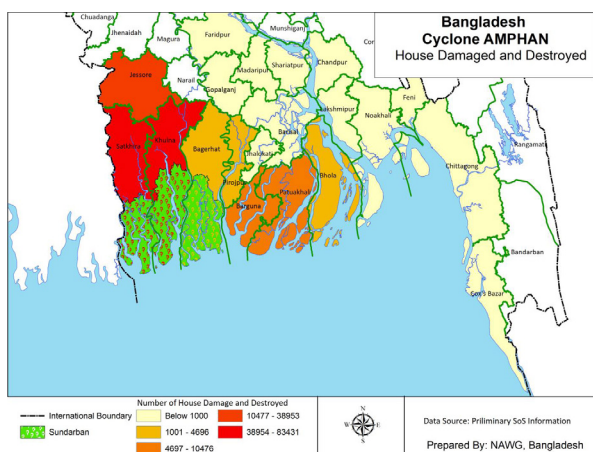 Bangladesh
Cyclone AMPHAN
House Damaged and Destroyed
Chuadanga
Jhenaidah
Magura
Faridpur
Munshiganj
Shariatpur
Chandpur
Madaripur
Feni
Jessore
Narail
Gopalganj
Lakshmipur
Noakhali
Rangamati
Barisal
Satkhira
Khulna
Bagerhat
Jhalokati
Chittagong
Pirojpur
Bhola
Patuakhali
Barguna
Bandarban
Cox's Bazar
International Boundary
Sundarban
Number of House Damage and Destroyed
Below 1000
1001 - 4696
4697 - 10476
10477 - 38953
38954 - 83431
N
W
E
S
Data Source: Priliminary SoS Information
Prepared By: NAWG, Bangladesh